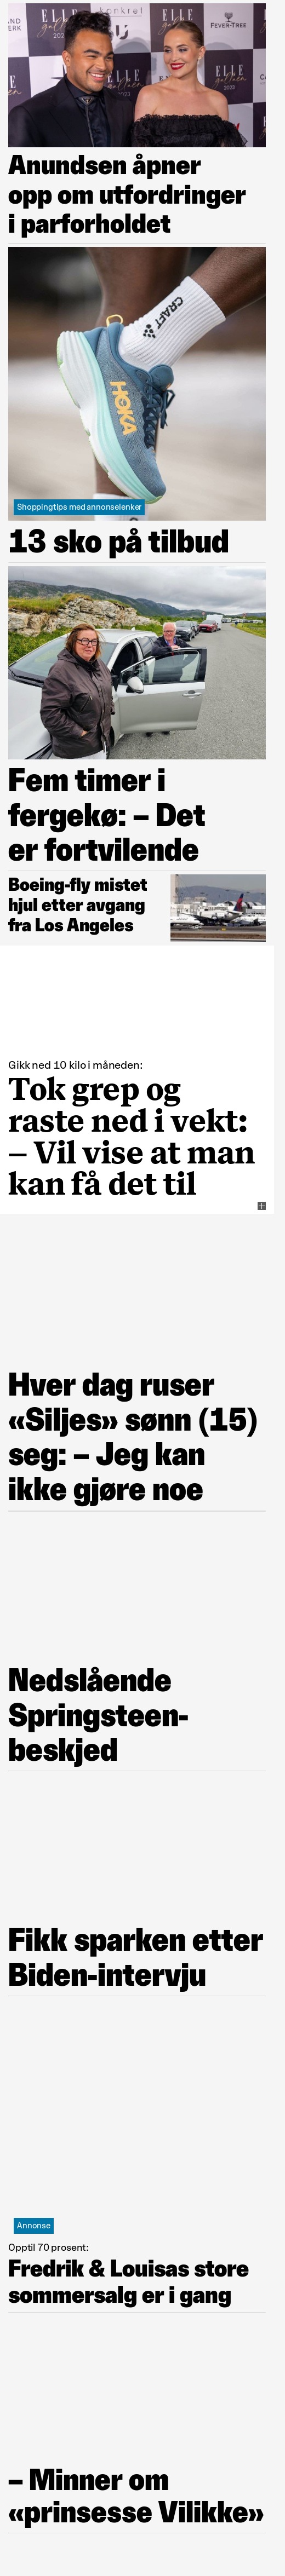 konkret
ELLE
ELLE
FEVER-TREE
ELLE
2023
Anundsen åpner
opp om utfordringer
i parforholdet
CRAFT
HOKA
Shoppingtips med annonselenker
13 sko på tilbud
Fem timer i
fergekø: – Det
er fortvilende
Boeing-fly mistet
hjul etter avgang
fra Los Angeles
Gikk ned 10 kilo i måneden:
Tok grep og
raste ned i vekt:
– Vil vise at man
kan få det til
Hver dag ruser
«Siljes» sønn (15)
seg: – Jeg kan
ikke gjøre noe
Nedslående
Springsteen-
beskjed
Fikk sparken etter
Biden-intervju
Annonse
Opptil 70 prosent:
Fredrik & Louisas store
sommersalg er i gang
– Minner om
«prinsesse Vilikke»